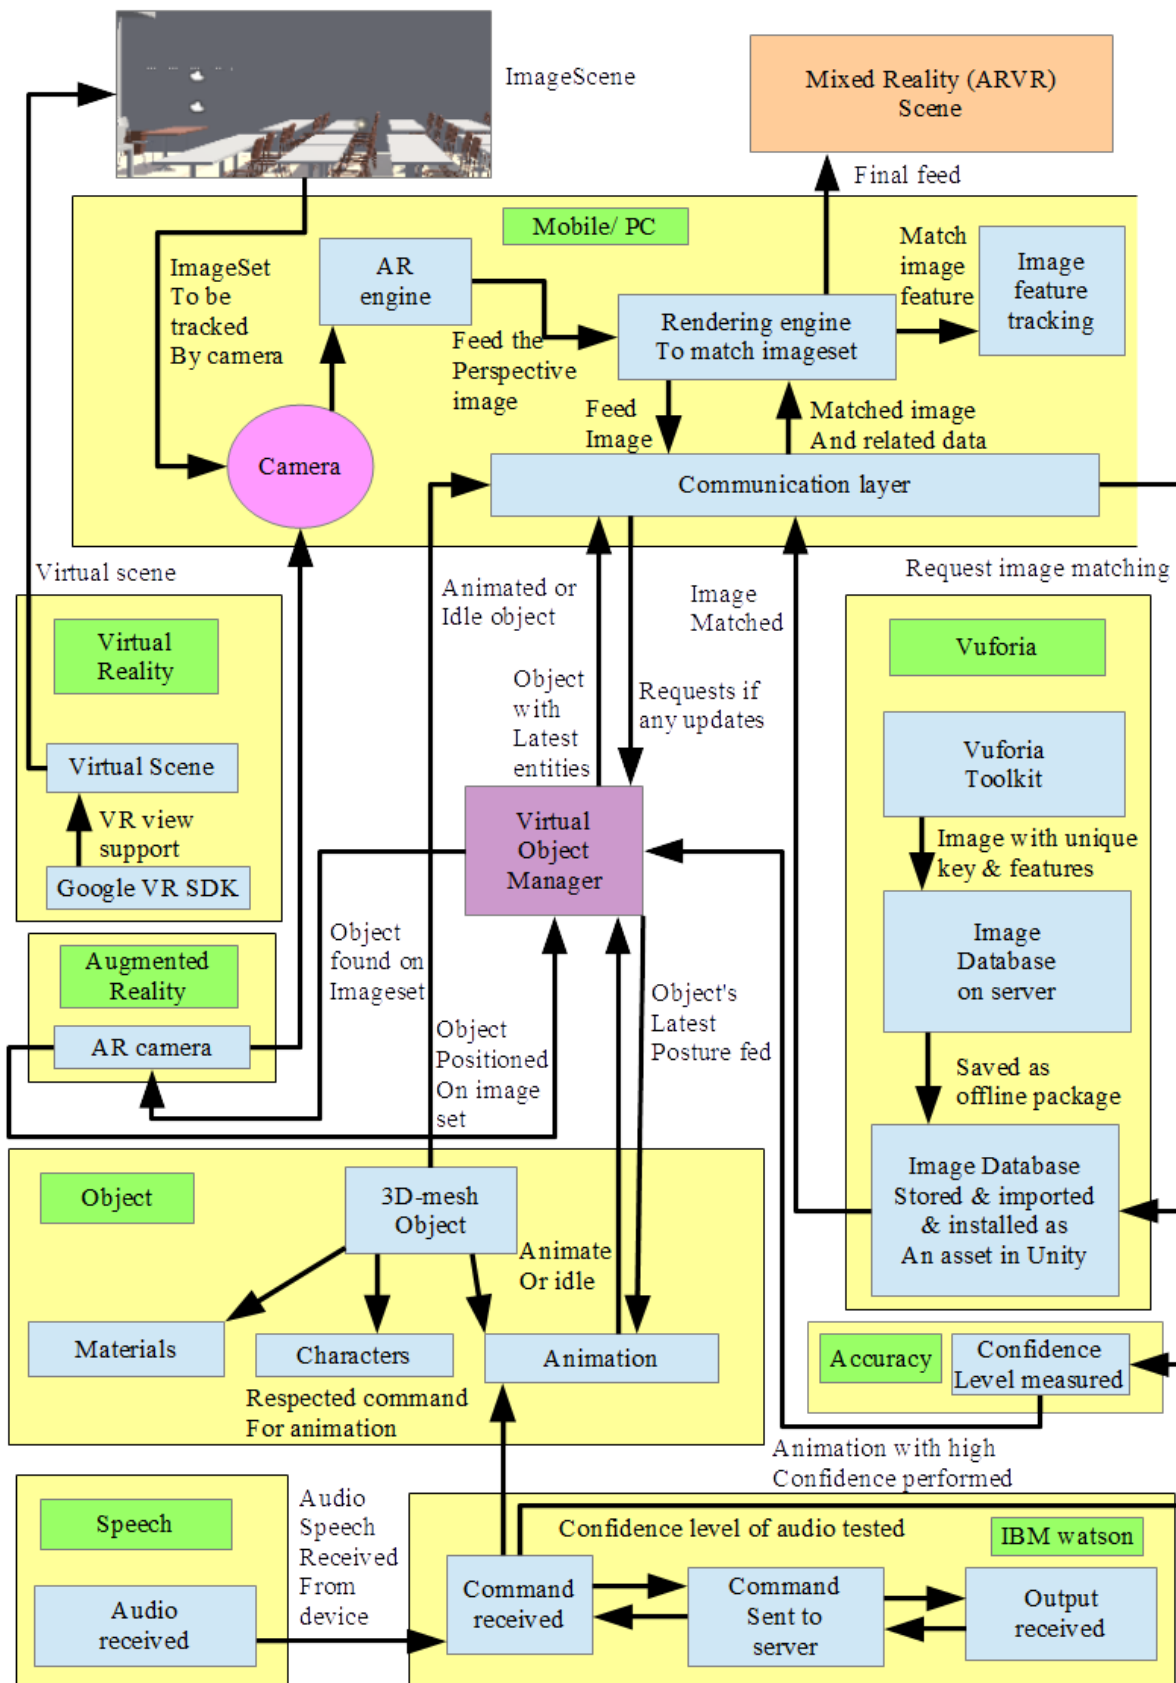 ImageScene
Mixed Reality (ARVR)
Scene
Final feed
Mobile/ PC
ImageSet
To be
tracked
By camera
AR
engine
Feed the
Perspective
image
Rendering engine
To match imageset
Match
image
feature
Image
feature
tracking
Feed
Image
Matched image
And related data
Camera
Communication layer
Virtual scene
Animated or
Idle object
Image
Matched
Request image matching
Virtual
Reality
Virtual Scene
VR view
support
Google VR SDK
Object
with
Latest
entities
Requests if
any updates
Vuforia
Vuforia
Toolkit
Image with unique
key & features
Image
Database
on server
Saved as
offline package
Image Database
Stored & imported
& installed as
An asset in Unity
Virtual
Object
Manager
Augmented
Reality
AR camera
Object
found on
Imageset
Object
Positioned
On image
set
Object's
Latest
Posture fed
Object
3D-mesh
Object
Animate
Or idle
Materials
Characters
Animation
Respected command
For animation
Accuracy
Confidence
Level measured
Animation with high
Confidence performed
Speech
Audio
received
Audio
Speech
Received
From
device
Confidence level of audio tested
IBM watson
Command
received
Command
Sent to
server
Output
received